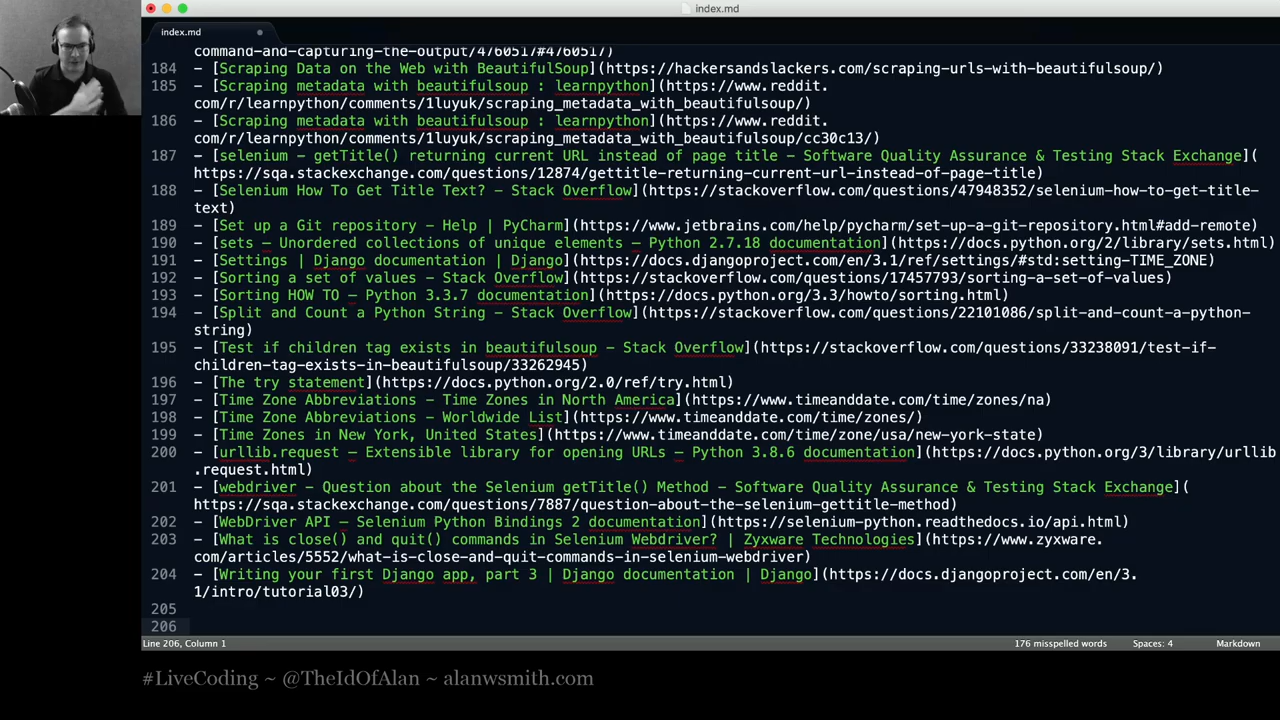 index.md
index.md
command-and-capturing-the-output/4760517#4760517)
184 - [Scraping Data on the Web with BeautifulSoup](https://hackersandslackers.com/scraping-urls-with-beautifulsoup/)
185 - [Scraping metadata with beautifulsoup : learnpython](https://www.reddit.
com/r/learnpython/comments/1luyuk/scraping_metadata_with_beautifulsoup/)
186 - [Scraping metadata with beautifulsoup : learnpython](https://www.reddit.
com/r/learnpython/comments/1luyuk/scraping_metadata_with_beautifulsoup/cc30c13/)
187 - [selenium - getTitle() returning current URL instead of page title - Software Quality Assurance & Testing Stack Exchange](
https://sqa.stackexchange.com/questions/12874/gettitle-returning-current-url-instead-of-page-title)
188 - [Selenium How To Get Title Text? - Stack Overflow](https://stackoverflow.com/questions/47948352/selenium-how-to-get-title-
text)
189 - [Set up a Git repository - Help | PyCharm](https://www.jetbrains.com/help/pycharm/set-up-a-git-repository.html#add-remote)
190 - [sets — Unordered collections of unique elements — Python 2.7.18 documentation](https://docs.python.org/2/library/sets.html)
191 - [Settings | Django documentation | Django](https://docs.djangoproject.com/en/3.1/ref/settings/#std:setting-TIME_ZONE)
192 - [Sorting a set of values - Stack Overflow](https://stackoverflow.com/questions/17457793/sorting-a-set-of-values)
193 - [Sorting HOW TO — Python 3.3.7 documentation](https://docs.python.org/3.3/howto/sorting.html)
194 - [Split and Count a Python String - Stack Overflow](https://stackoverflow.com/questions/22101086/split-and-count-a-python-
string)
195 - [Test if children tag exists in beautifulsoup - Stack Overflow](https://stackoverflow.com/questions/33238091/test-if-
children-tag-exists-in-beautifulsoup/33262945)
196 - [The try statement](https://docs.python.org/2.0/ref/try.html)
197 - [Time Zone Abbreviations - Time Zones in North America](https://www.timeanddate.com/time/zones/na)
198 - [Time Zone Abbreviations - Worldwide List](https://www.timeanddate.com/time/zones/)
199 - [Time Zones in New York, United States](https://www.timeanddate.com/time/zone/usa/new-york-state)
200 - [urllib.request — Extensible library for opening URLs — Python 3.8.6 documentation](https://docs.python.org/3/library/urllib
.request.html)
201 - [webdriver - Question about the Selenium getTitle() Method - Software Quality Assurance & Testing Stack Exchange](
https://sqa.stackexchange.com/questions/7887/question-about-the-selenium-gettitle-method)
202 - [WebDriver API — Selenium Python Bindings 2 documentation](https://selenium-python.readthedocs.io/api.html)
203 - [What is close() and quit() commands in Selenium Webdriver? | Zyxware Technologies](https://www.zyxware.
com/articles/5552/what-is-close-and-quit-commands-in-selenium-webdriver)
204 - [Writing your first Django app, part 3 | Django documentation | Django](https://docs.djangoproject.com/en/3.
1/intro/tutorial03/)
205
206
Line 206, Column 1 176 misspelled words Spaces: 4 Markdown
#LiveCoding ~ @TheIdOfAlan ~ alanwsmith.com